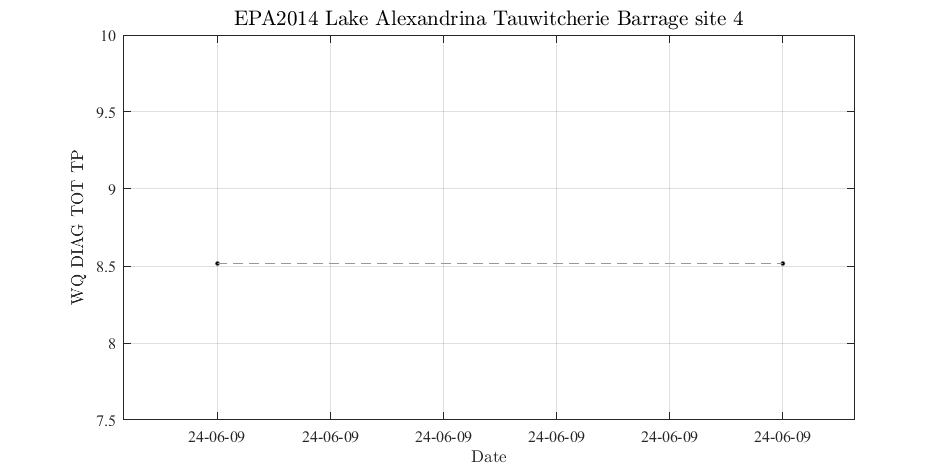 EPA2014 Lake Alexandrina Tauwitcherie Barrage site 4
10
9.5
9
8.5
8
7.5
WQ DIAG TOT TP
24-06-09 24-06-09 24-06-09 24-06-09 24-06-09 24-06-09
Date